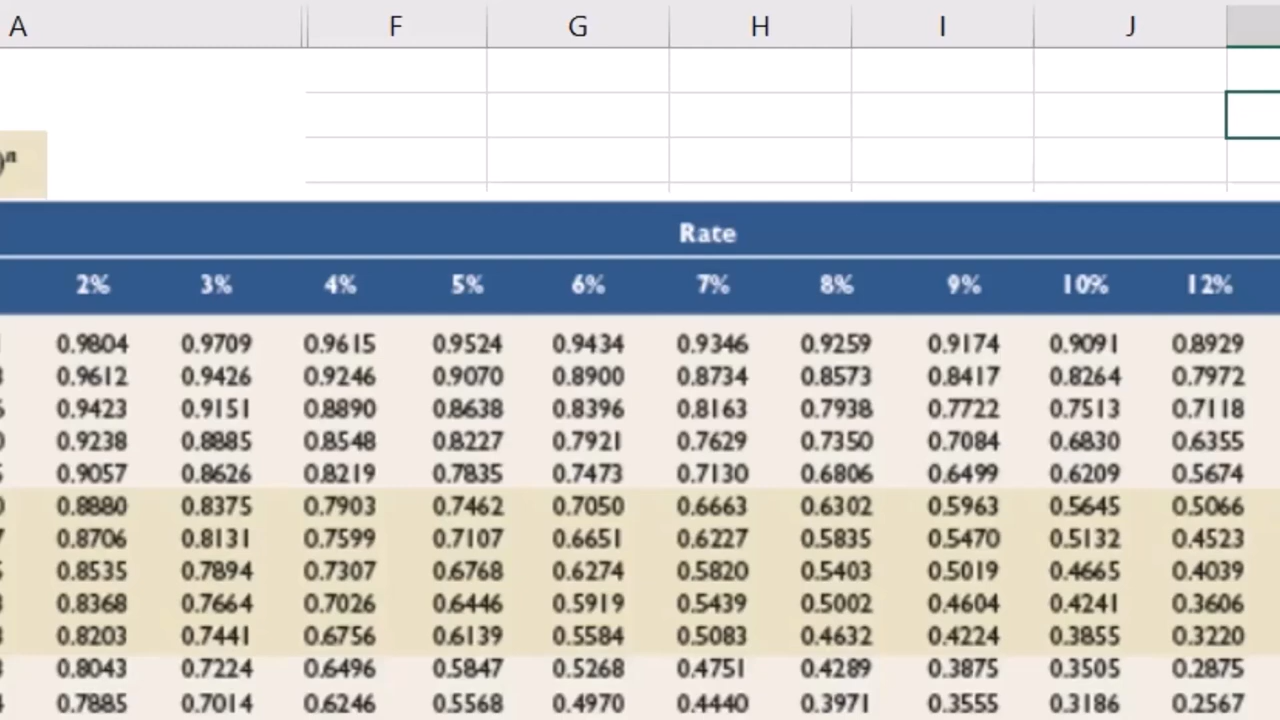 A F G H I J
)ⁿ
Rate
2% 3% 4% 5% 6% 7% 8% 9% 10% 12%
0.9804 0.9709 0.9615 0.9524 0.9434 0.9346 0.9259 0.9174 0.9091 0.8929
0.9612 0.9426 0.9246 0.9070 0.8900 0.8734 0.8573 0.8417 0.8264 0.7972
0.9423 0.9151 0.8890 0.8638 0.8396 0.8163 0.7938 0.7722 0.7513 0.7118
0.9238 0.8885 0.8548 0.8227 0.7921 0.7629 0.7350 0.7084 0.6830 0.6355
0.9057 0.8626 0.8219 0.7835 0.7473 0.7130 0.6806 0.6499 0.6209 0.5674
0.8880 0.8375 0.7903 0.7462 0.7050 0.6663 0.6302 0.5963 0.5645 0.5066
0.8706 0.8131 0.7599 0.7107 0.6651 0.6227 0.5835 0.5470 0.5132 0.4523
0.8535 0.7894 0.7307 0.6768 0.6274 0.5820 0.5403 0.5019 0.4665 0.4039
0.8368 0.7664 0.7026 0.6446 0.5919 0.5439 0.5002 0.4604 0.4241 0.3606
0.8203 0.7441 0.6756 0.6139 0.5584 0.5083 0.4632 0.4224 0.3855 0.3220
0.8043 0.7224 0.6496 0.5847 0.5268 0.4751 0.4289 0.3875 0.3505 0.2875
0.7885 0.7014 0.6246 0.5568 0.4970 0.4440 0.3971 0.3555 0.3186 0.2567